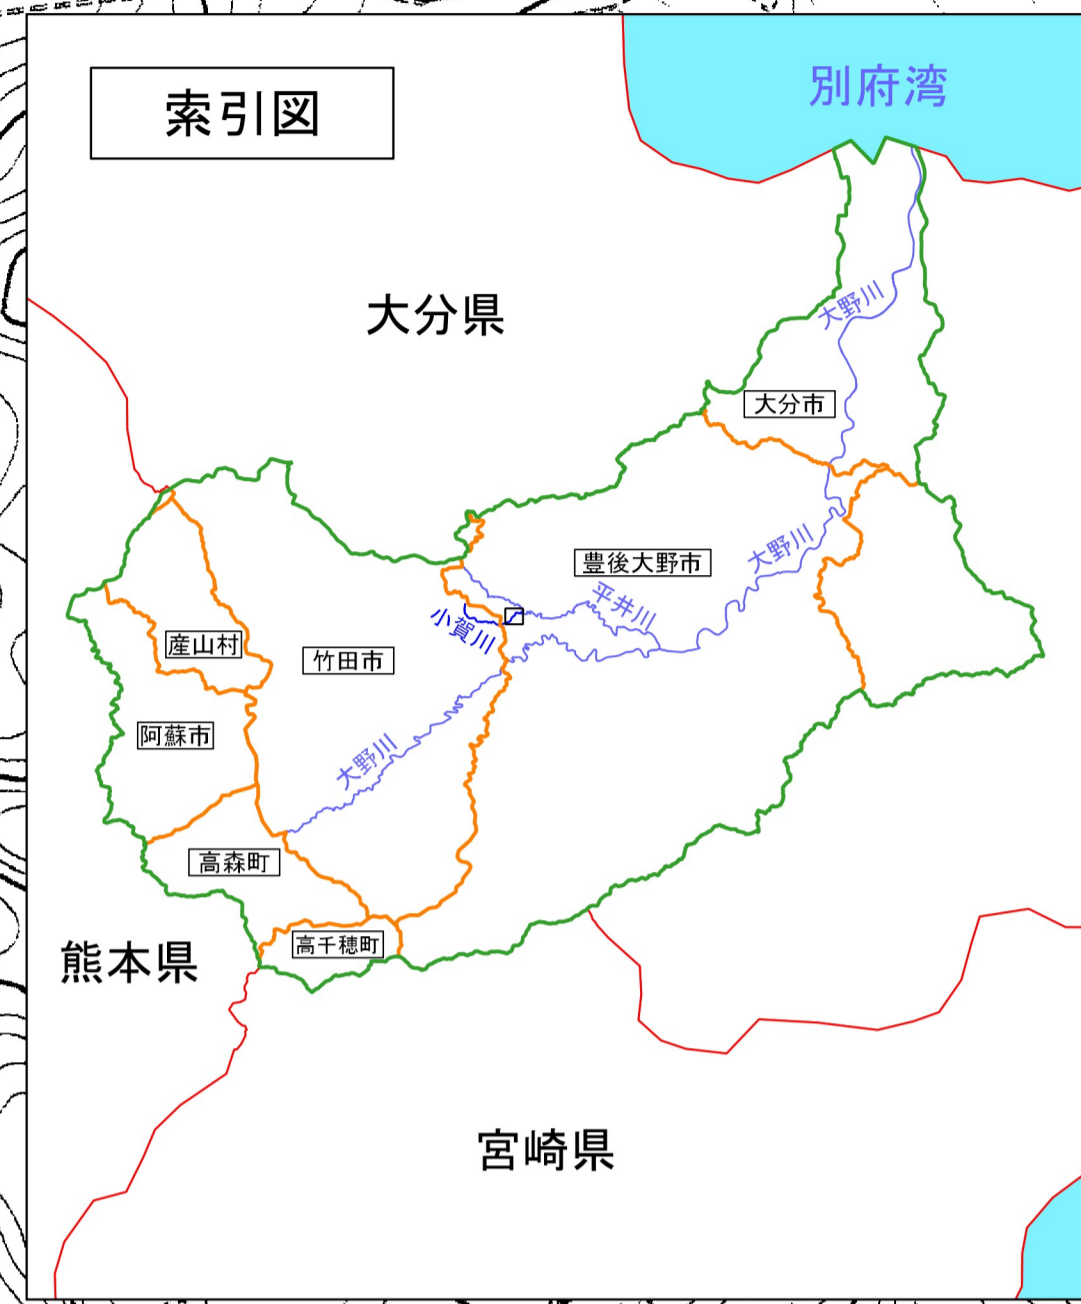 別府湾
索引図
大野川
大分県
大分市
大野川
豊後大野市
平井川
小賀川
産山村
竹田市
阿蘇市
大野川
高森町
高千穂町
熊本県
宮崎県